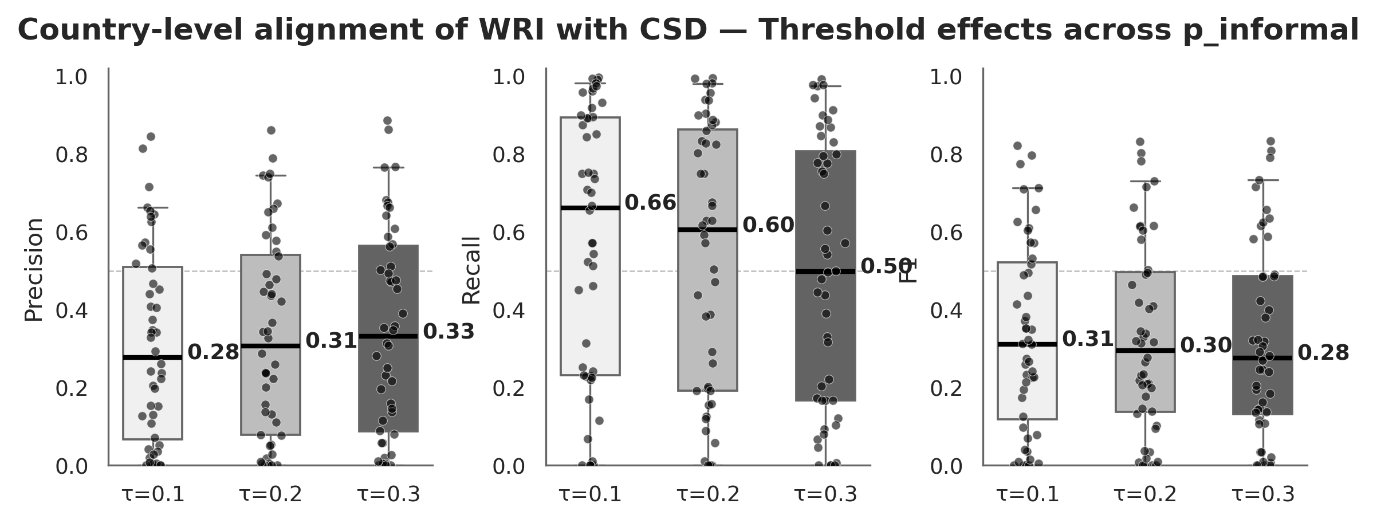 Country-level alignment of WRI with CSD — Threshold effects across p_informal
Precision
1.0
0.8
0.6
0.4
0.2
0.0
0.28
0.31
0.33
τ=0.1
τ=0.2
τ=0.3
Recall
1.0
0.8
0.6
0.4
0.2
0.0
0.66
0.60
0.50
τ=0.1
τ=0.2
τ=0.3
F1
1.0
0.8
0.6
0.4
0.2
0.0
0.31
0.30
0.28
τ=0.1
τ=0.2
τ=0.3